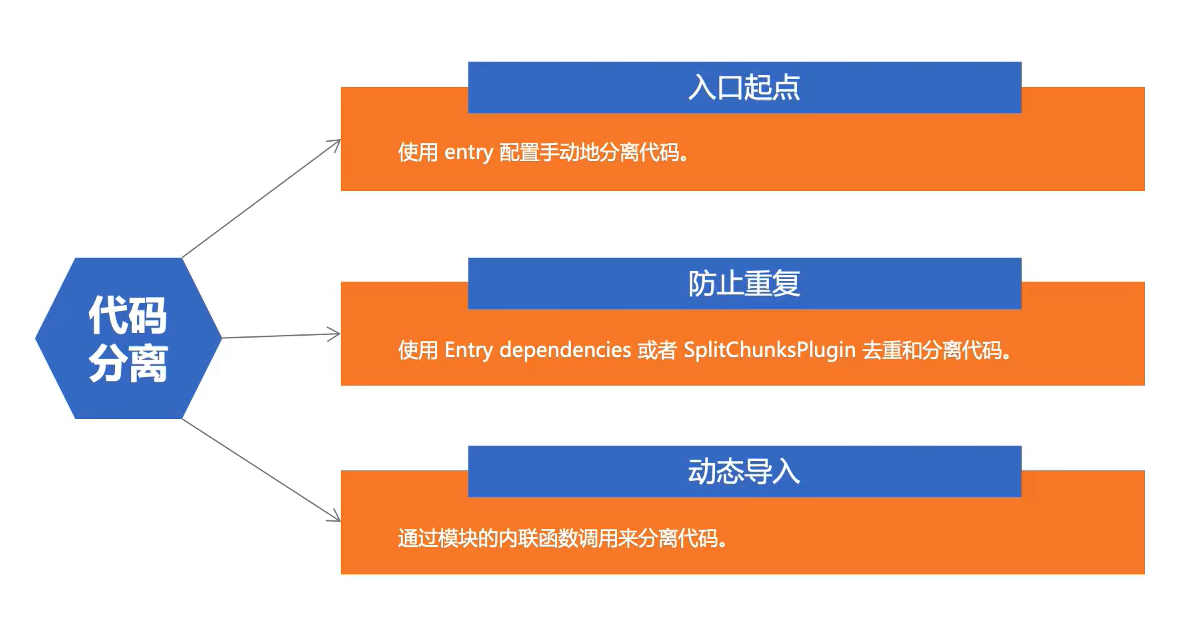 代码
分离
入口起点
使用 entry 配置手动地分离代码。
防止重复
使用 Entry dependencies 或者 SplitChunksPlugin 去重和分离代码。
动态导入
通过模块的内联函数调用来分离代码。